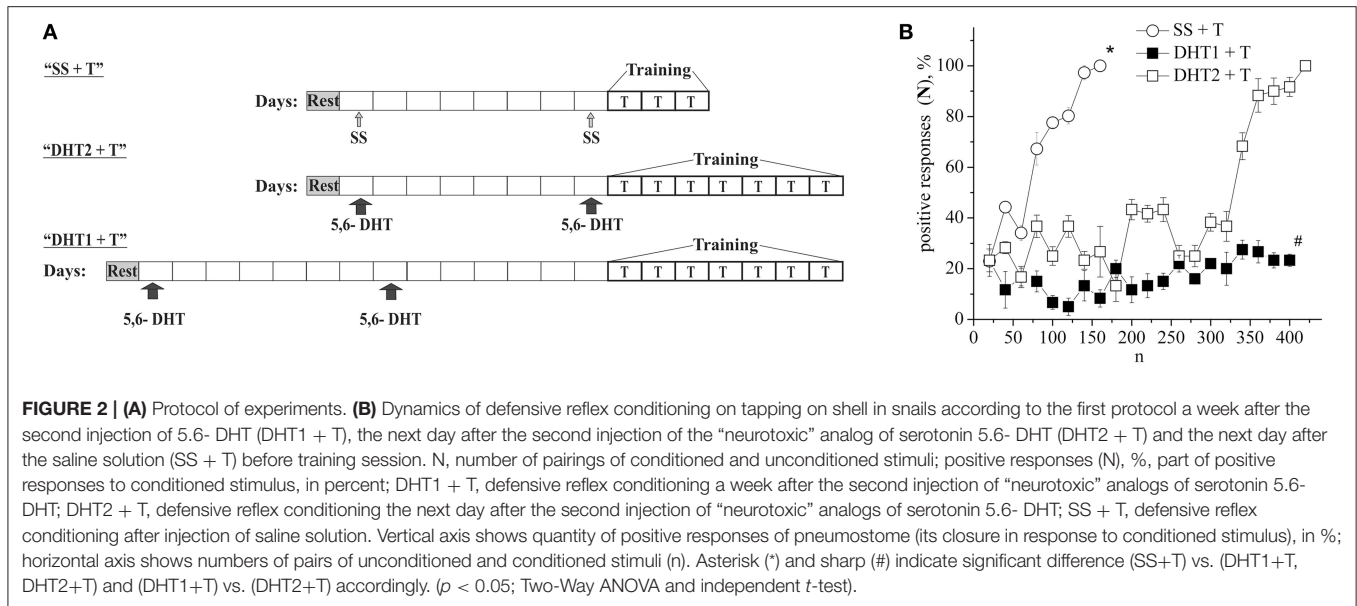 A
"SS + T"
Training
Days: Rest T T T
SS SS
"DHT2 + T"
Training
Days: Rest T T T T T T T
5,6- DHT 5,6- DHT
"DHT1 + T"
Training
Days: Rest T T T T T T T
5,6- DHT 5,6- DHT
B
SS + T
DHT1 + T
DHT2 + T
*
#
positive responses (N), %
100
80
60
40
20
0
0 50 100 150 200 250 300 350 400
n
FIGURE 2 | (A) Protocol of experiments. (B) Dynamics of defensive reflex conditioning on tapping on shell in snails according to the first protocol a week after the
second injection of 5.6- DHT (DHT1 + T), the next day after the second injection of the “neurotoxic” analog of serotonin 5.6- DHT (DHT2 + T) and the next day after
the saline solution (SS + T) before training session. N, number of pairings of conditioned and unconditioned stimuli; positive responses (N), %, part of positive
responses to conditioned stimulus, in percent; DHT1 + T, defensive reflex conditioning a week after the second injection of “neurotoxic” analogs of serotonin 5.6-
DHT; DHT2 + T, defensive reflex conditioning the next day after the second injection of “neurotoxic” analogs of serotonin 5.6- DHT; SS + T, defensive reflex
conditioning after injection of saline solution. Vertical axis shows quantity of positive responses of pneumostome (its closure in response to conditioned stimulus), in %;
horizontal axis shows numbers of pairs of unconditioned and conditioned stimuli (n). Asterisk (*) and sharp (#) indicate significant difference (SS+T) vs. (DHT1+T,
DHT2+T) and (DHT1+T) vs. (DHT2+T) accordingly. (p < 0.05; Two-Way ANOVA and independent t-test).